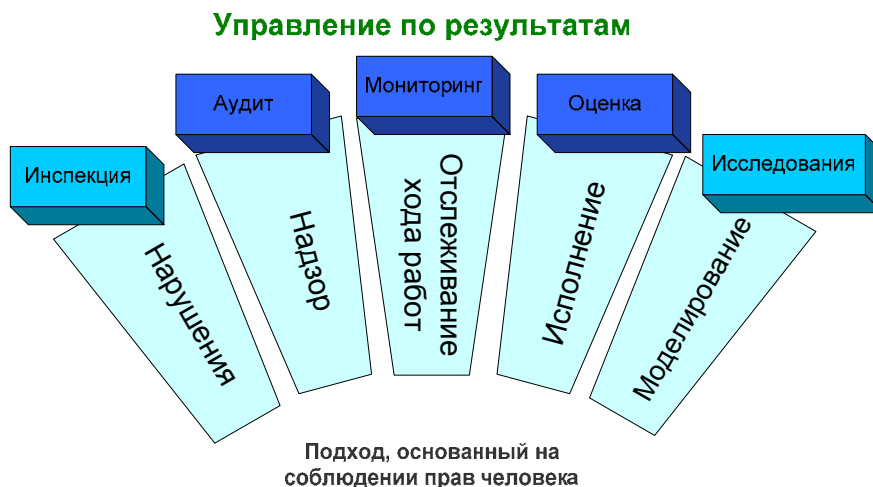 Управление по результатам
Инспекция
Аудит
Мониторинг
Оценка
Исследования
Нарушения
Надзор
Отслеживание
хода работ
Исполнение
Моделирование
Подход, основанный на
соблюдении прав человека